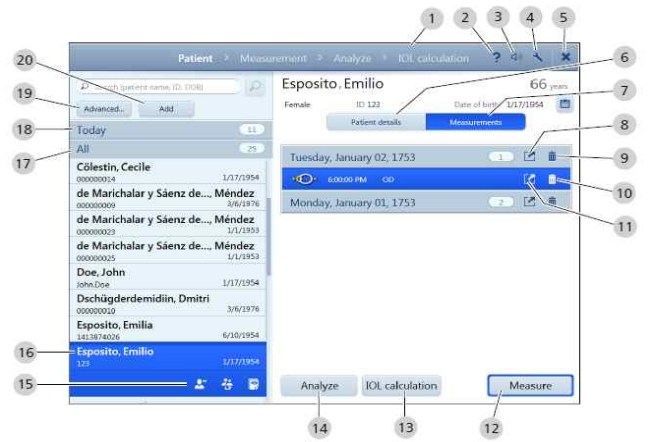 1
2
3
4
5
Patient Measurement Analyze IOL calculation
?
20
19
18
17
16
15
Search (patient name, ID, DOB)
Advanced... Add
Today 11
All 25
Cölestin, Cecile
000000014 1/17/1954
de Marichalar y Sáenz de..., Méndez
000000009 3/6/1976
de Marichalar y Sáenz de..., Méndez
000000023 1/1/1953
de Marichalar y Sáenz de..., Méndez
000000025 1/1/1953
Doe, John
John.Doe 1/17/1954
Dschügderdemidiin, Dmitri
000000010 3/6/1976
Esposito, Emilia
1413874026 6/10/1954
Esposito, Emilio
123 1/17/1954
Esposito, Emilio 66 years
Female ID 123 Date of birth 1/17/1954
Patient details Measurements
Tuesday, January 02, 1753 1
6:00:00 PM OD
Monday, January 01, 1753 2
Analyze IOL calculation Measure
6
7
8
9
10
11
14
13
12